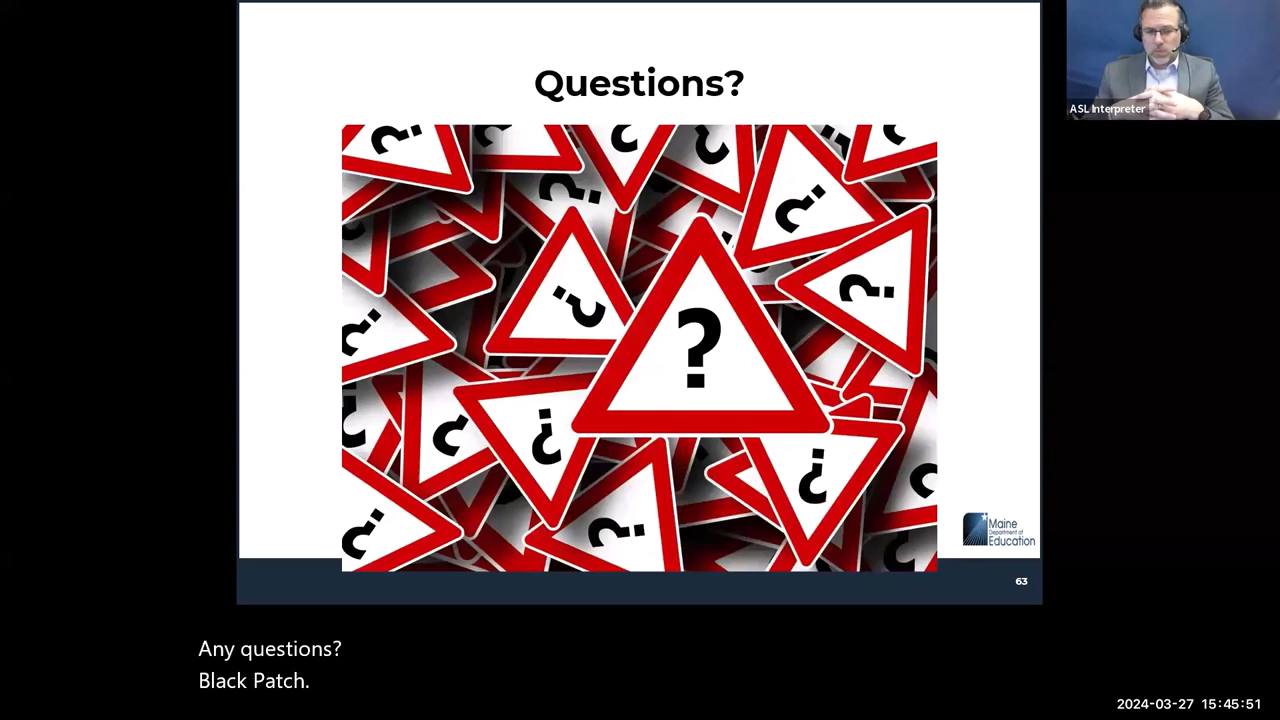 Questions?
?
ASL Interpreter
Maine
Department of
Education
63
Any questions?
Black Patch.
2024-03-27 15:45:51